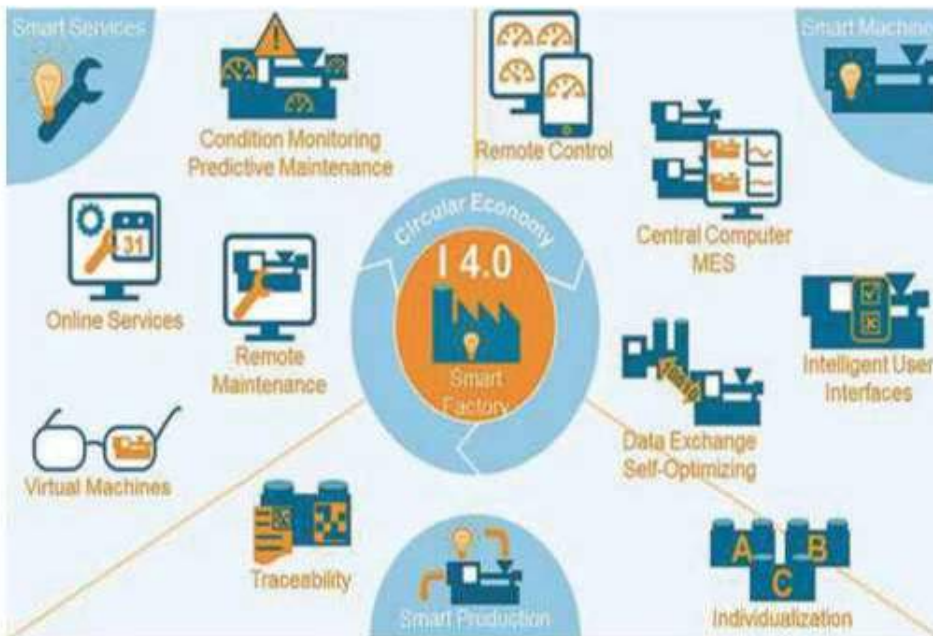 Smart Services
Condition Monitoring
Predictive Maintenance
Remote Control
Smart Machine
Central Computer
MES
Circular Economy
I 4.0
Smart
Factory
31
Online Services
Remote
Maintenance
Intelligent User
Interfaces
Data Exchange
Self-Optimizing
Virtual Machines
Traceability
Smart Production
A
B
C
Individualization